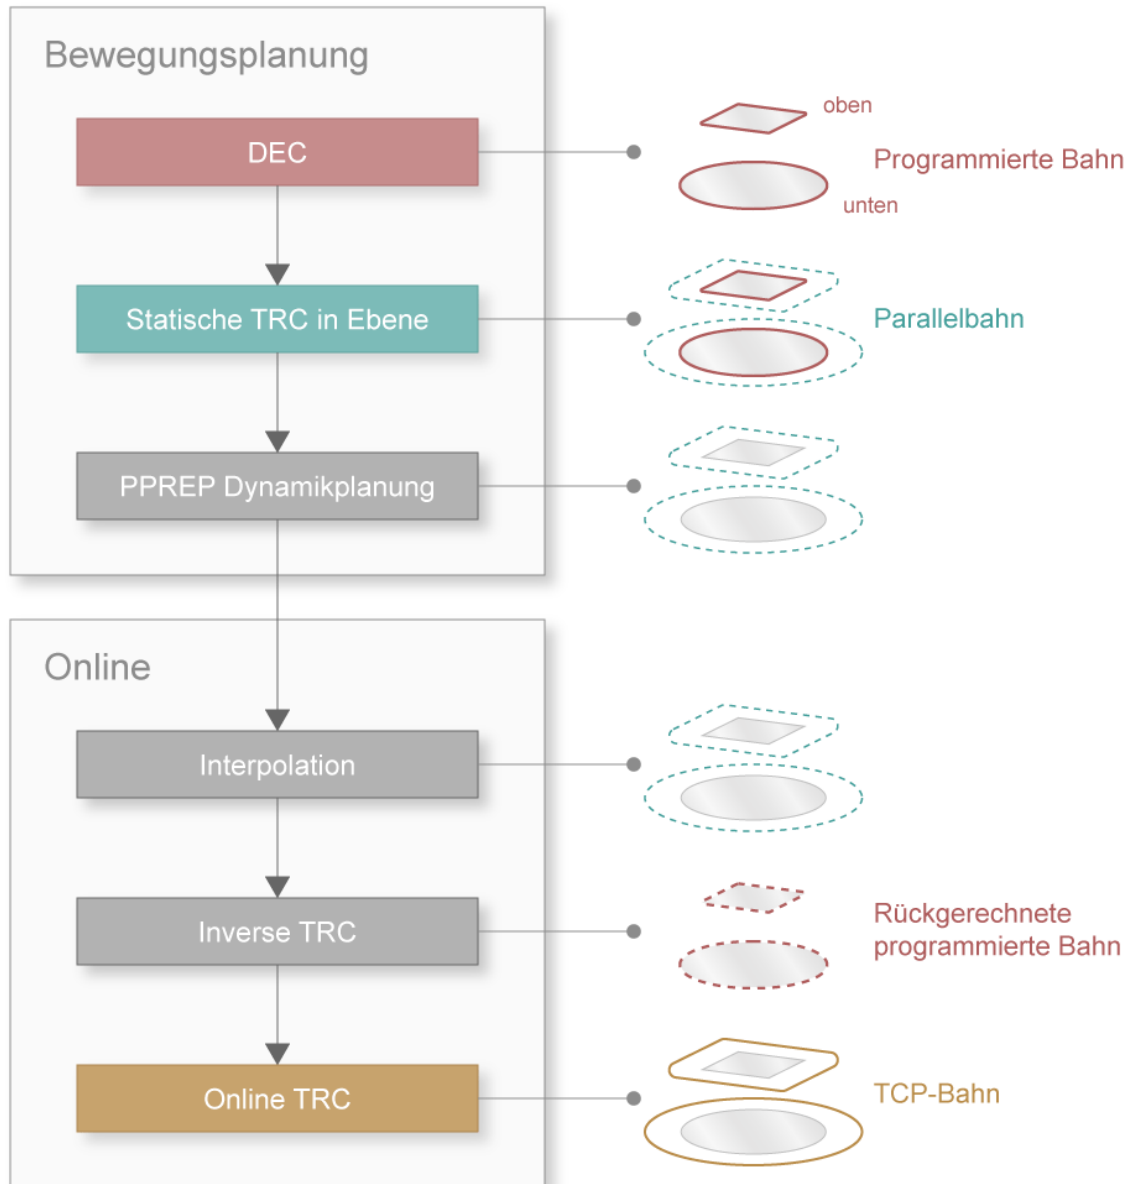 Bewegungsplanung
DEC
oben
Programmierte Bahn
unten
Statische TRC in Ebene
Parallelbahn
PPREP Dynamikplanung
Online
Interpolation
Inverse TRC
Rückgerechnete
programmierte Bahn
Online TRC
TCP-Bahn